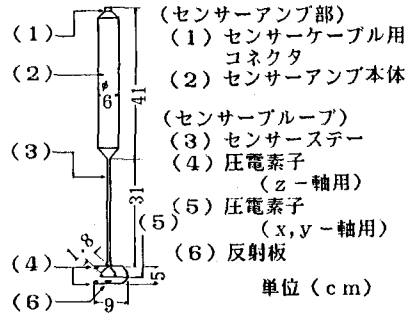 (センサーアンプ部)
(1) センサーケーブル用
コネクタ
(2) センサーアンプ本体
(センサープルーブ)
(3) センサーステー
(4) 圧電素子
(z-軸用)
(5) 圧電素子
(x,y-軸用)
(6) 反射板
単位(cm)
(1)
(2)
φ
6
41
(3)
31
(5)
1.8
(4)
5
(6)
9